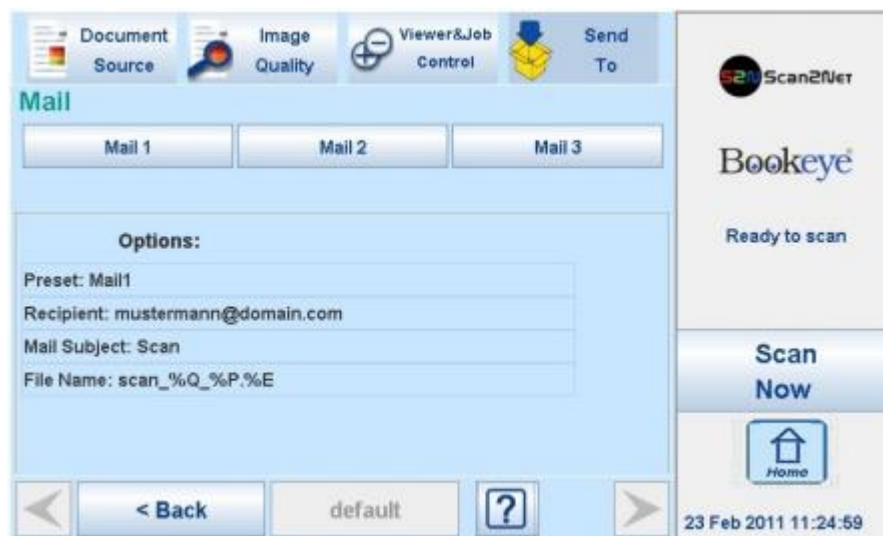 Document
Source
Image
Quality
Viewer&Job
Control
Send
To
Mail
Mail 1
Mail 2
Mail 3
Options:
Preset: Mail1
Recipient: mustermann@domain.com
Mail Subject: Scan
File Name: scan_%Q_%P.%E
< Back
default
?
S2N Scan2Net
Bookeye
Ready to scan
Scan
Now
Home
23 Feb 2011 11:24:59